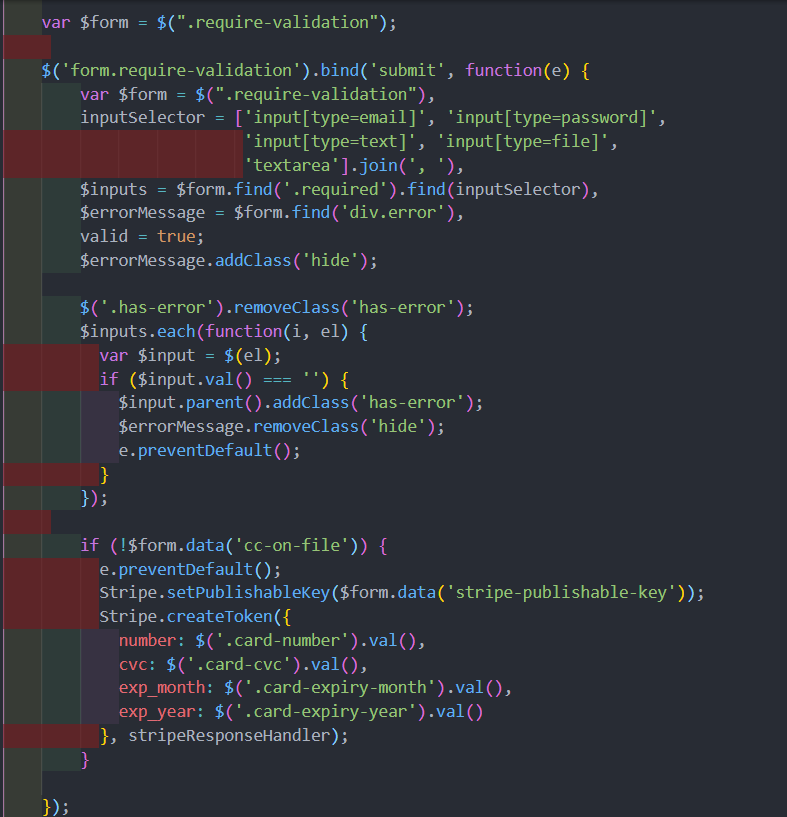 var $form = $(".require-validation");
$('form.require-validation').bind('submit', function(e) {
var $form = $(".require-validation"),
inputSelector = ['input[type=email]', 'input[type=password]',
'input[type=text]', 'input[type=file]',
'textarea'].join(', '),
$inputs = $form.find('.required').find(inputSelector),
$errorMessage = $form.find('div.error'),
valid = true;
$errorMessage.addClass('hide');
$('.has-error').removeClass('has-error');
$inputs.each(function(i, el) {
var $input = $(el);
if ($input.val() === '') {
$input.parent().addClass('has-error');
$errorMessage.removeClass('hide');
e.preventDefault();
}
});
if (!$form.data('cc-on-file')) {
e.preventDefault();
Stripe.setPublishableKey($form.data('stripe-publishable-key'));
Stripe.createToken({
number: $('.card-number').val(),
cvc: $('.card-cvc').val(),
exp_month: $('.card-expiry-month').val(),
exp_year: $('.card-expiry-year').val()
}, stripeResponseHandler);
}
});